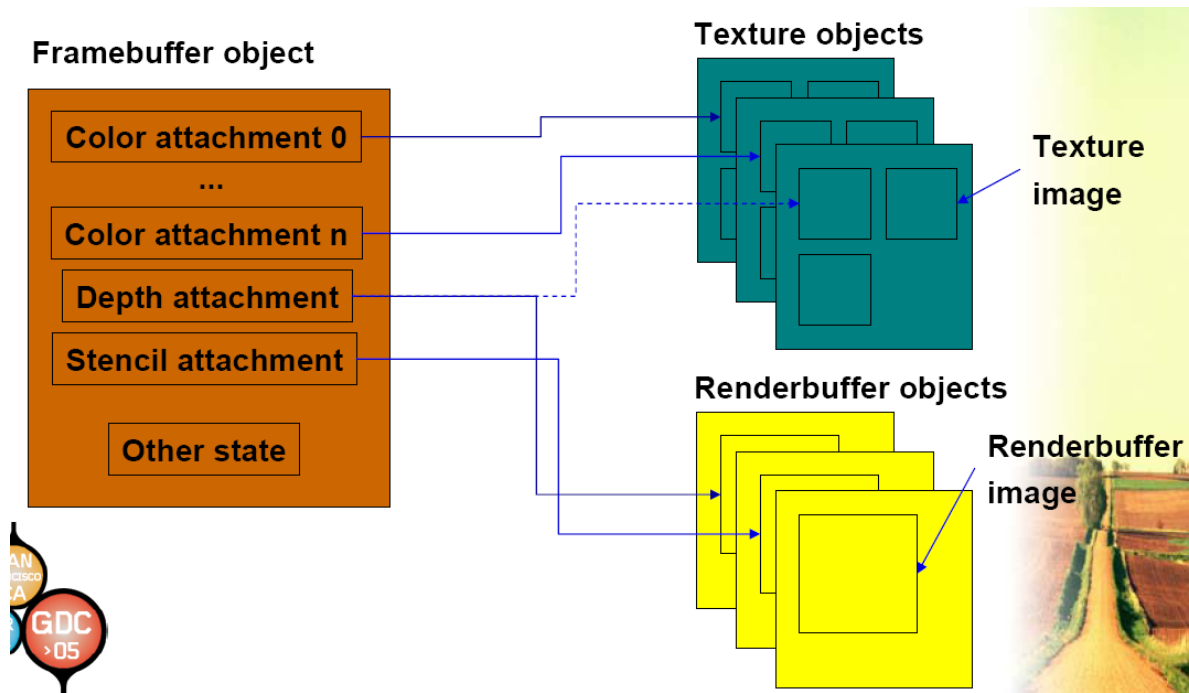 Framebuffer object
Color attachment 0
...
Color attachment n
Depth attachment
Stencil attachment
Other state
Texture objects
Texture
image
Renderbuffer objects
Renderbuffer
image
GDC
>05